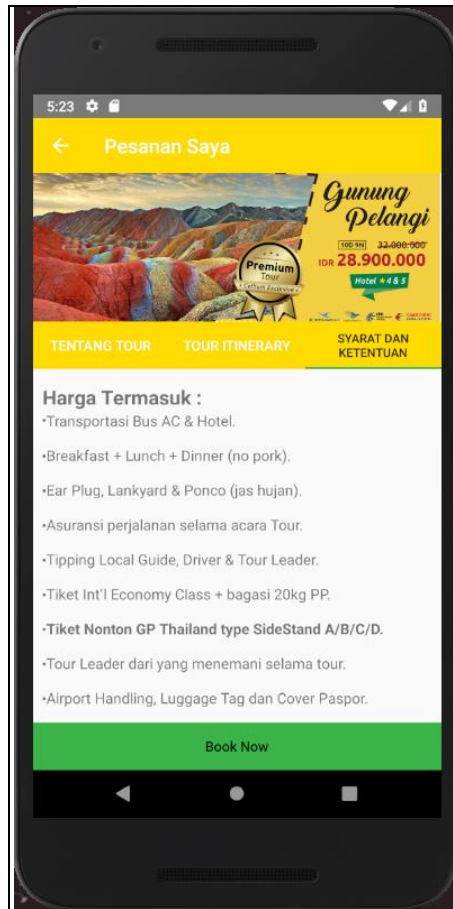 5:23
Pesanan Saya
Gunung
Pelangi
10D 9N 32.000.000
IDR 28.900.000
Hotel ★4 & 5
Premium
Tour
TENTANG TOUR
TOUR ITINERARY
SYARAT DAN
KETENTUAN
Harga Termasuk :
•Transportasi Bus AC & Hotel.
•Breakfast + Lunch + Dinner (no pork).
•Ear Plug, Lankyard & Ponco (jas hujan).
•Asuransi perjalanan selama acara Tour.
•Tipping Local Guide, Driver & Tour Leader.
•Tiket Int'l Economy Class + bagasi 20kg PP.
•Tiket Nonton GP Thailand type SideStand A/B/C/D.
•Tour Leader dari yang menemani selama tour.
•Airport Handling, Luggage Tag dan Cover Paspor.
Book Now